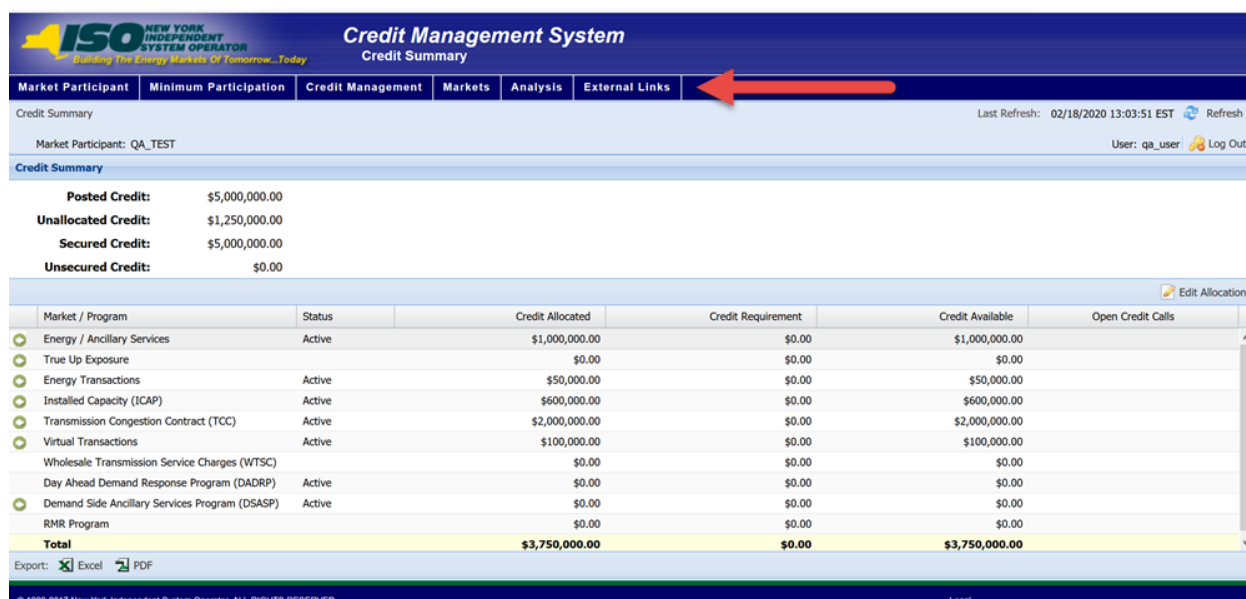 ISO NEW YORK
INDEPENDENT
SYSTEM OPERATOR
Building The Energy Markets Of Tomorrow...Today
Credit Management System
Credit Summary
Market Participant Minimum Participation Credit Management Markets Analysis External Links
Credit Summary Last Refresh: 02/18/2020 13:03:51 EST Refresh
Market Participant: QA_TEST User: qa_user Log Out
Credit Summary
Posted Credit: $5,000,000.00
Unallocated Credit: $1,250,000.00
Secured Credit: $5,000,000.00
Unsecured Credit: $0.00
Edit Allocation
Market / Program Status Credit Allocated Credit Requirement Credit Available Open Credit Calls
Energy / Ancillary Services Active $1,000,000.00 $0.00 $1,000,000.00
True Up Exposure $0.00 $0.00 $0.00
Energy Transactions Active $50,000.00 $0.00 $50,000.00
Installed Capacity (ICAP) Active $600,000.00 $0.00 $600,000.00
Transmission Congestion Contract (TCC) Active $2,000,000.00 $0.00 $2,000,000.00
Virtual Transactions Active $100,000.00 $0.00 $100,000.00
Wholesale Transmission Service Charges (WTSC) $0.00 $0.00 $0.00
Day Ahead Demand Response Program (DADRP) Active $0.00 $0.00 $0.00
Demand Side Ancillary Services Program (DSASP) Active $0.00 $0.00 $0.00
RMR Program $0.00 $0.00 $0.00
Total $3,750,000.00 $0.00 $3,750,000.00
Export: Excel PDF